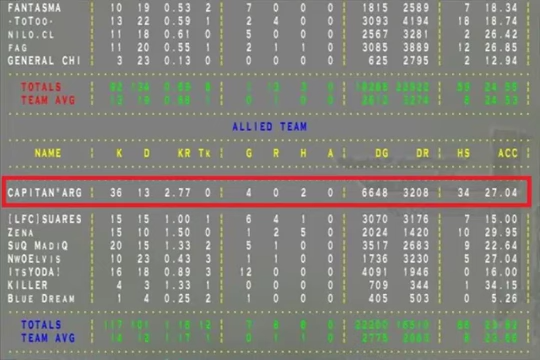 FANTASMA 10 19 0.53 2 7 0 0 0 1815 2589 7 18.34
-ToToo- 13 22 0.59 1 3093 4194 18 18.74
NILO.CL 11 18 0.61 0 5 0 0 0 2567 3281 2 26.42
FAG 11 20 0.55 1 2 1 1 0 3085 3889 12 26.85
GENERAL CHI 3 23 0.13 0 0 0 0 0 625 2795 2 12.94
TOTALS
TEAM AVG
ALLIED TEAM
NAME K D KR TK G R H A DG DR HS ACC
CAPITAN*ARG 36 13 2.77 0 4 0 2 0 6648 3208 34 27.04
[LFC]SUARES 15 15 1.00 1 6 4 1 0 3070 3176 7 15.00
ZENA 15 10 1.50 0 1 2 5 0 2024 1420 10 29.95
SuQ MADIQ 20 15 1.33 2 5 1 0 0 3517 2683 9 22.64
NWOELVIS 10 23 0.43 3 1 1 0 0 1736 3230 5 27.04
ITSYODA! 16 18 0.89 3 12 0 0 0 4091 1946 0 16.00
KILLER 4 3 1.33 1 0 0 0 0 709 344 1 34.15
BLUE DREAM 1 4 0.25 2 0 0 0 0 405 503 0 5.26
TOTALS
TEAM AVG